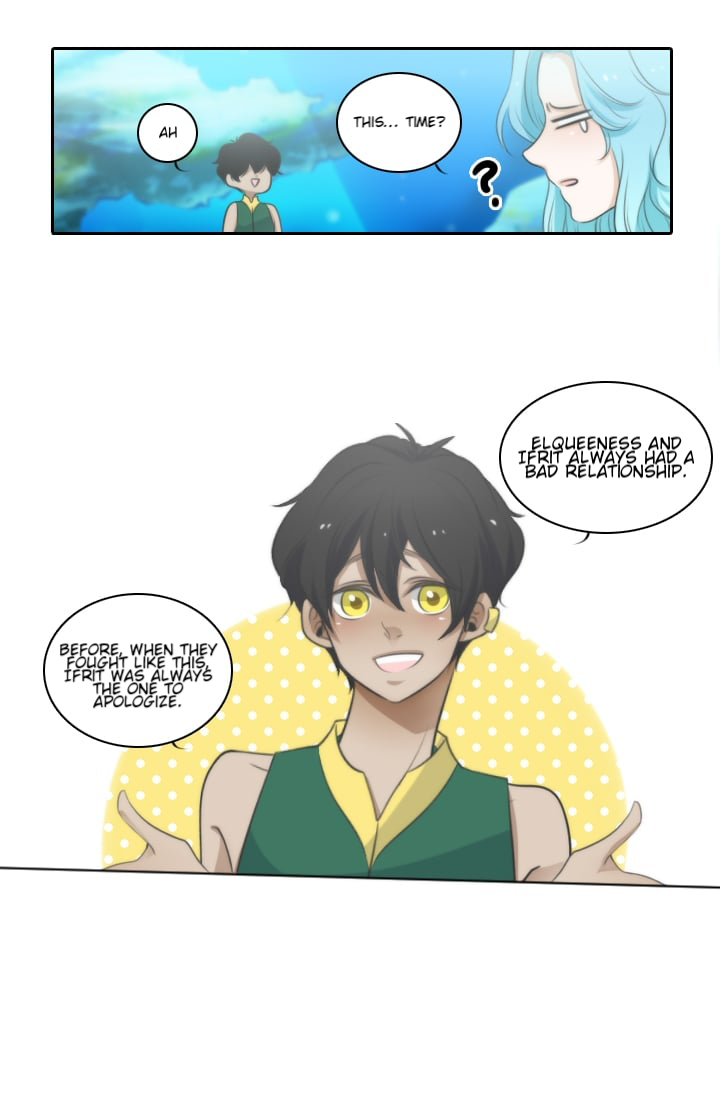 AH
THIS... TIME?
?
ELQUEENESS AND
IFRIT ALWAYS HAD A
BAD RELATIONSHIP.
BEFORE, WHEN THEY
FOUGHT LIKE THIS,
IFRIT WAS ALWAYS
THE ONE TO
APOLOGIZE.